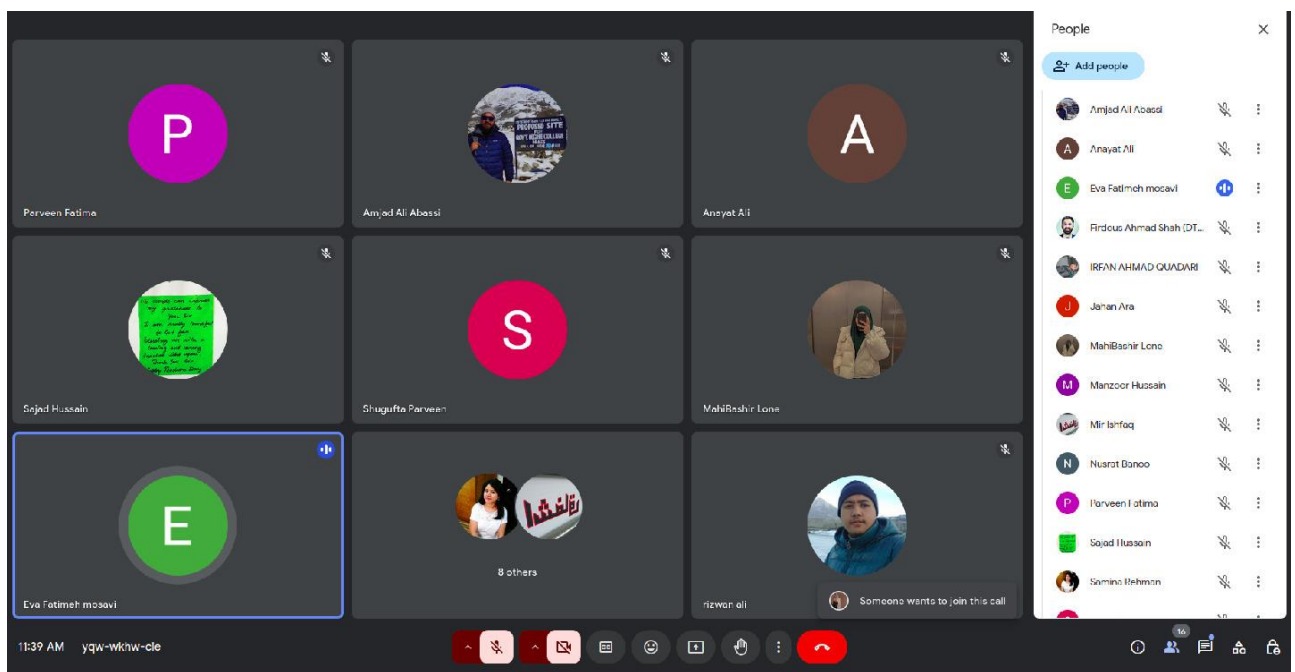 P
Parveen Fatima
PROPOSED SITE
Amjad Ali Abassi
A
Anayat Ali
Sajad Hussain
S
Shugufta Parveen
MahiBashir Lone
E
Eva Fatimeh mosavi
8 others
rizwan ali
Someone wants to join this call
11:39 AM yqw-wkhw-cle
16
People
Add people
Amjad Ali Abassi
A Anayat Ali
E Eva Fatimeh mosavi
Firdous Ahmad Shah (DT...
IRFAN AHMAD QUADARI
J Jahan Ara
MahiBashir Lone
M Manzoor Hussain
Mir Ishfaq
N Nusrat Banoo
P Parveen Fatima
Sajad Hussain
Samina Rehman